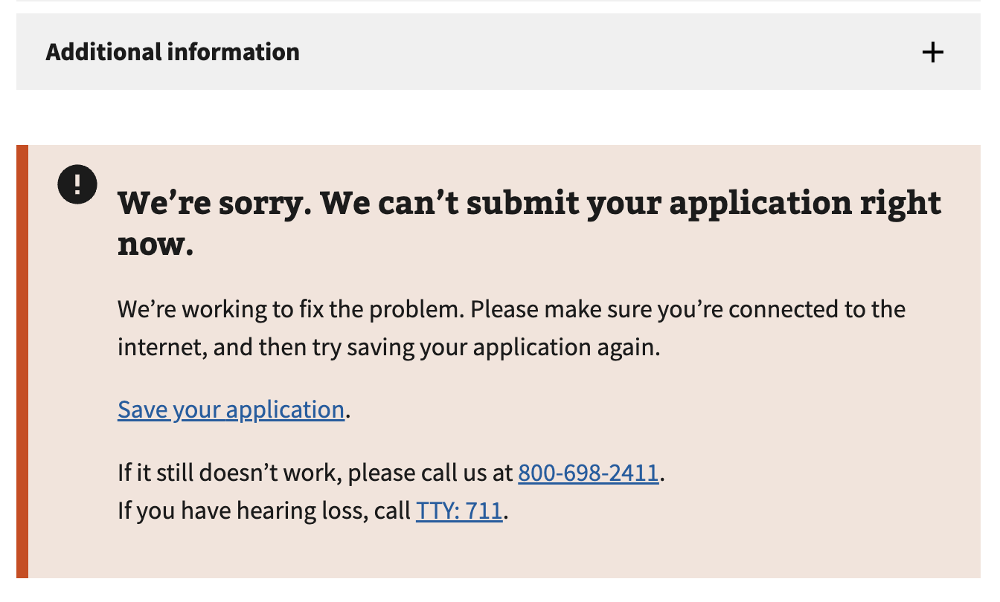 Additional information
We’re sorry. We can’t submit your application right
now.
We’re working to fix the problem. Please make sure you’re connected to the
internet, and then try saving your application again.
Save your application.
If it still doesn’t work, please call us at 800-698-2411.
If you have hearing loss, call TTY: 711.